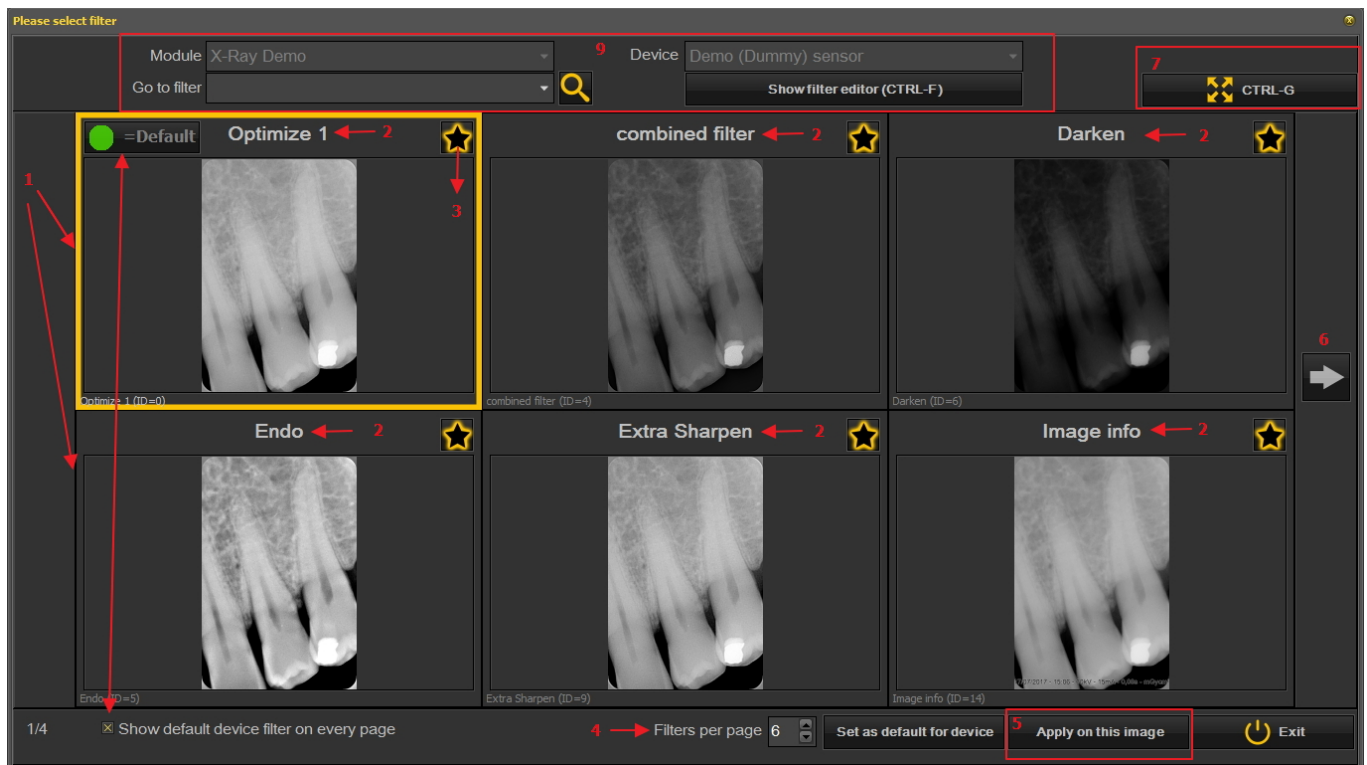 Please select filter
Module X-Ray Demo 9 Device Demo (Dummy) sensor 7
Go to filter Show filter editor (CTRL-F) CTRL-G
=Default Optimize 1 2 combined filter 2 Darken 2
1 3
6
Optimize 1 (ID=0) combined filter (ID=4) Darken (ID=6)
Endo 2 Extra Sharpen 2 Image info 2
Endo (ID=5) Extra Sharpen (ID=9) Image info (ID=14)
1/4 Show default device filter on every page 4 Filters per page 6 Set as default for device 5 Apply on this image Exit